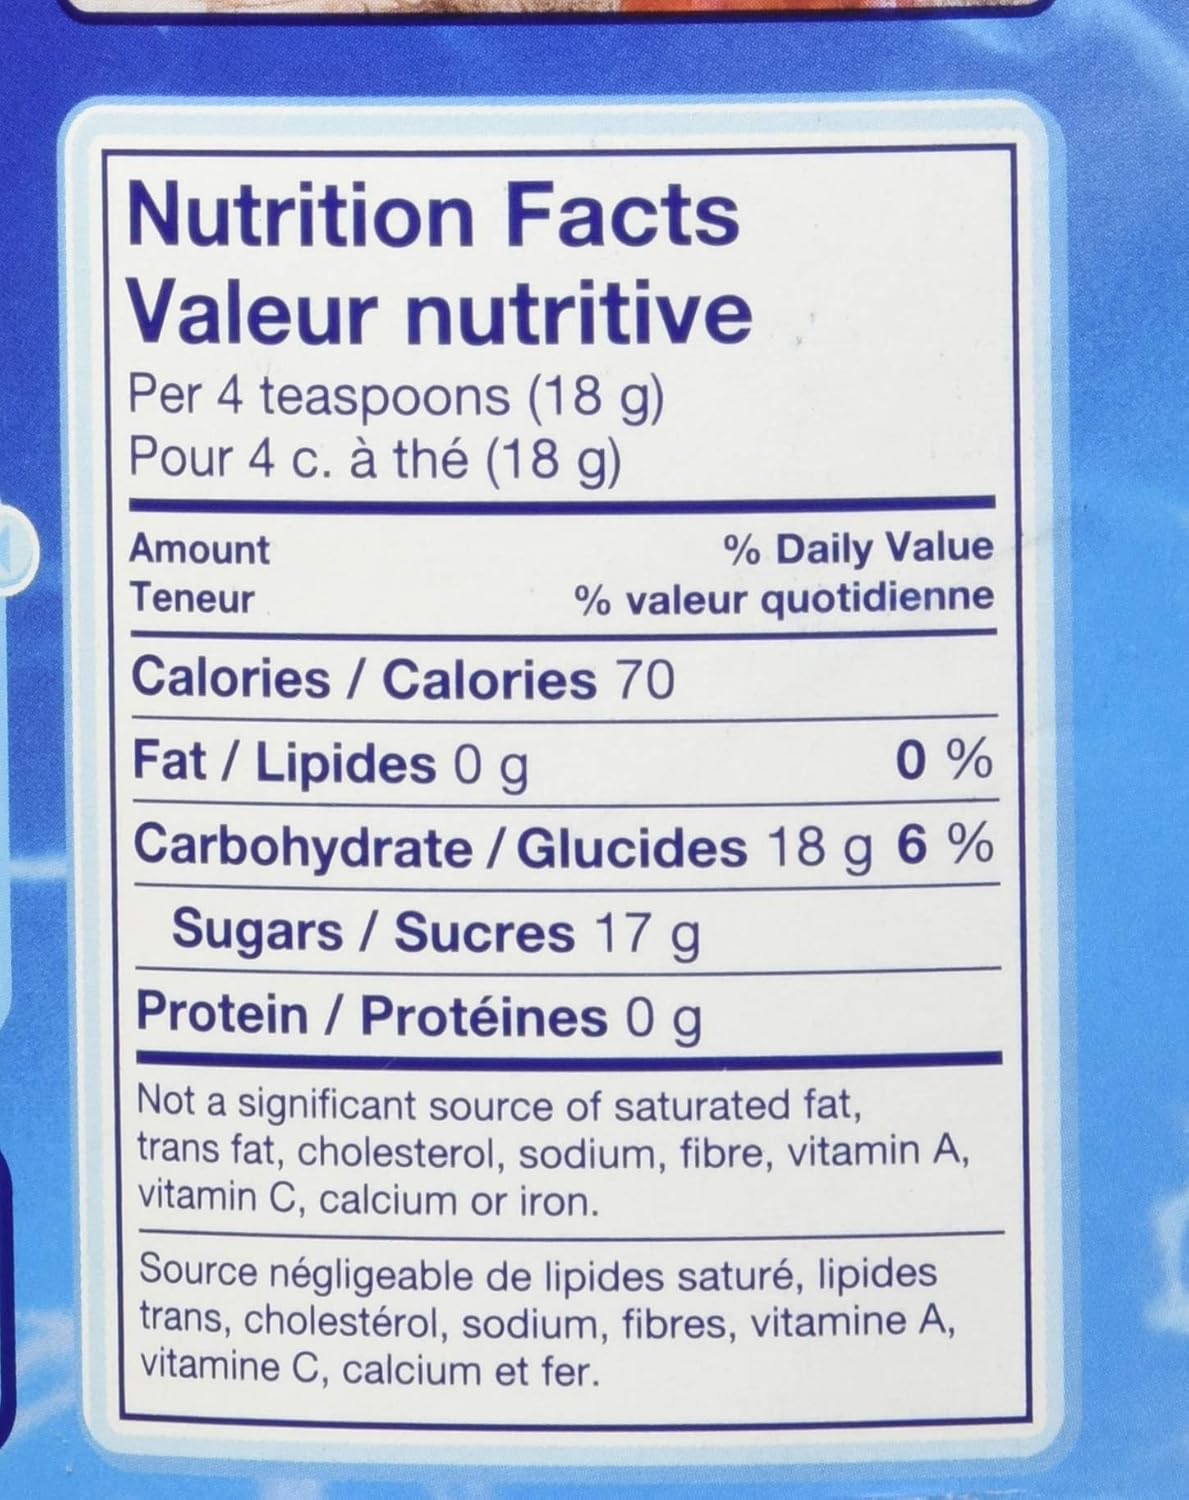 Nutrition Facts
Valeur nutritive
Per 4 teaspoons (18 g)
Pour 4 c. à thé (18 g)
Amount % Daily Value
Teneur % valeur quotidienne
Calories / Calories 70
Fat / Lipides 0 g 0 %
Carbohydrate / Glucides 18 g 6 %
Sugars / Sucres 17 g
Protein / Protéines 0 g
Not a significant source of saturated fat,
trans fat, cholesterol, sodium, fibre, vitamin A,
vitamin C, calcium or iron.
Source négligeable de lipides saturé, lipides
trans, cholestérol, sodium, fibres, vitamine A,
vitamine C, calcium et fer.